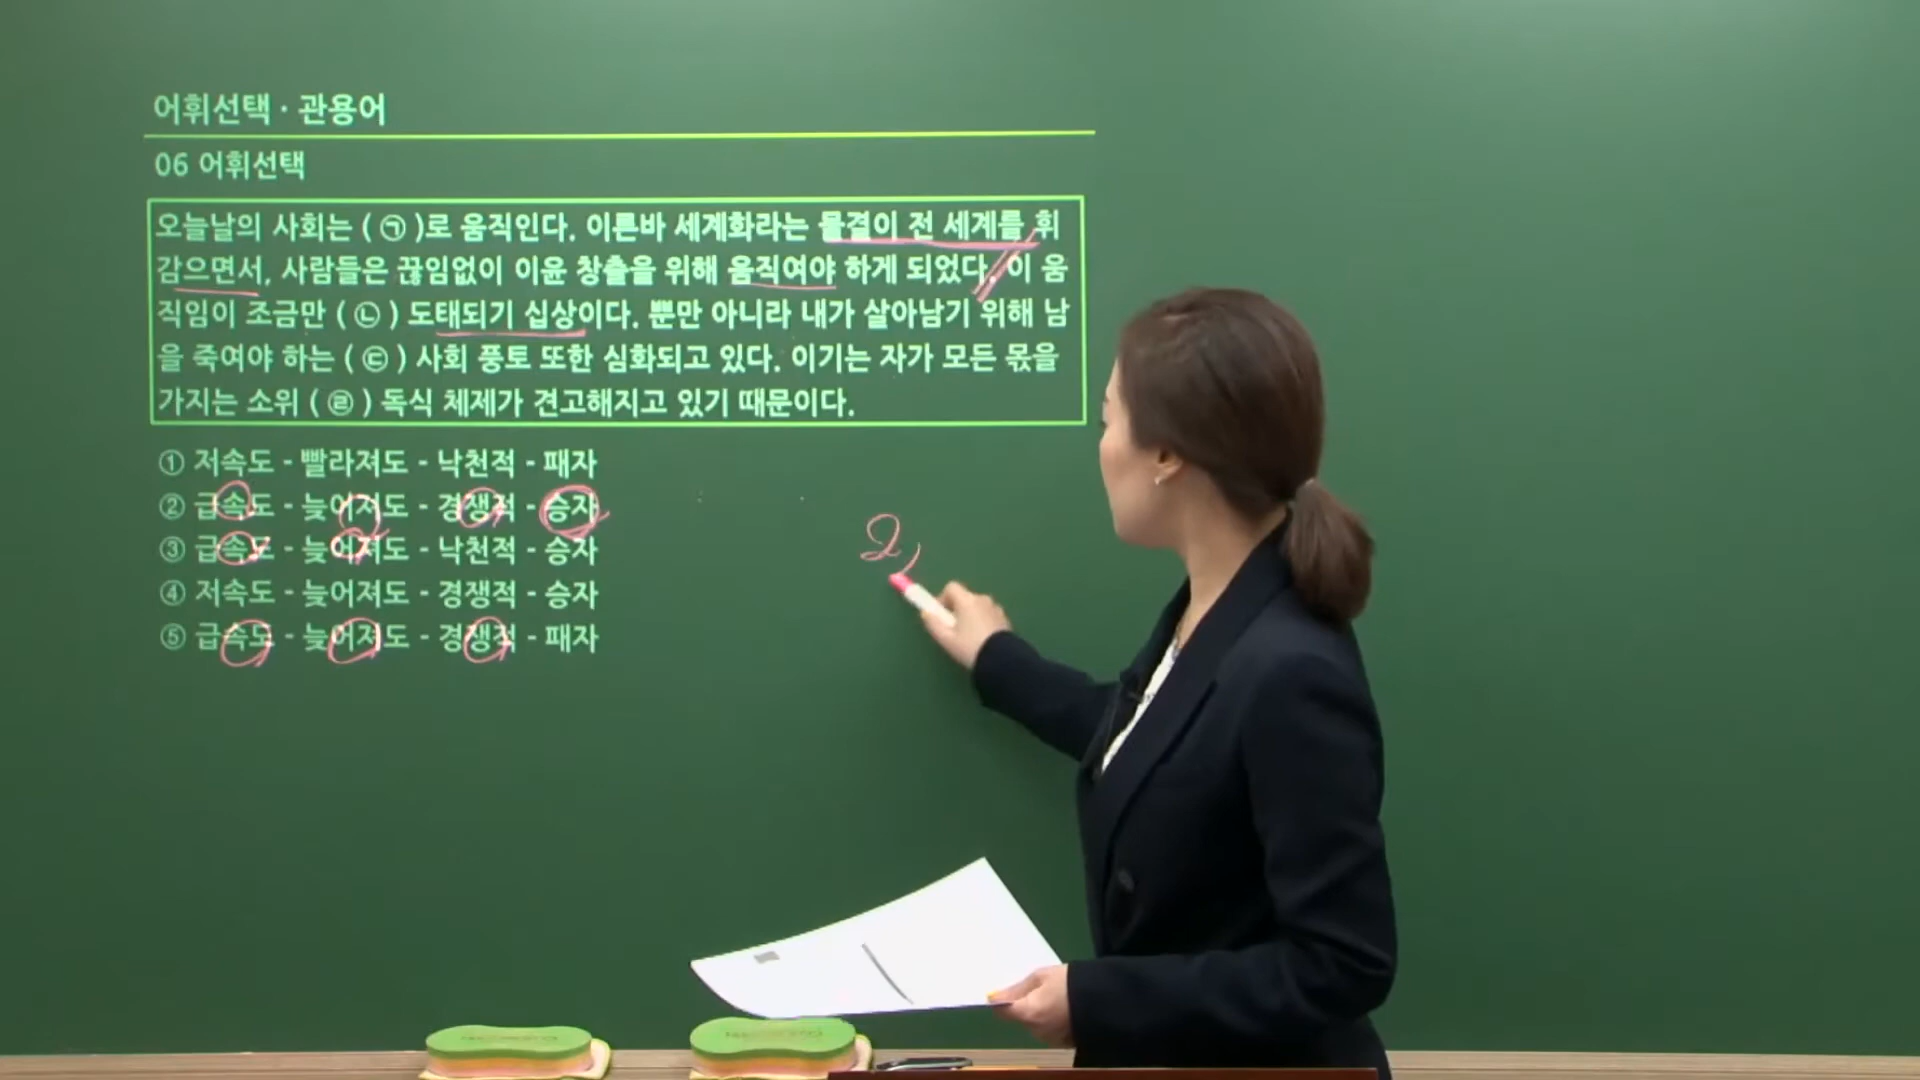 어휘선택 · 관용어
06 어휘선택
오늘날의 사회는 ( ㉠ )로 움직인다. 이른바 세계화라는 물결이 전 세계를 휘
감으면서, 사람들은 끊임없이 이윤 창출을 위해 움직여야 하게 되었다. 이 움
직임이 조금만 ( ㉡ ) 도태되기 십상이다. 뿐만 아니라 내가 살아남기 위해 남
을 죽여야 하는 ( ㉢ ) 사회 풍토 또한 심화되고 있다. 이기는 자가 모든 몫을
가지는 소위 ( ㉣ ) 독식 체제가 견고해지고 있기 때문이다.
① 저속도 - 빨라져도 - 낙천적 - 패자
② 급속도 - 늦어져도 - 경쟁적 - 승자
③ 급속도 - 늦어져도 - 낙천적 - 승자
④ 저속도 - 늦어져도 - 경쟁적 - 승자
⑤ 급속도 - 늦어져도 - 경쟁적 - 패자
2